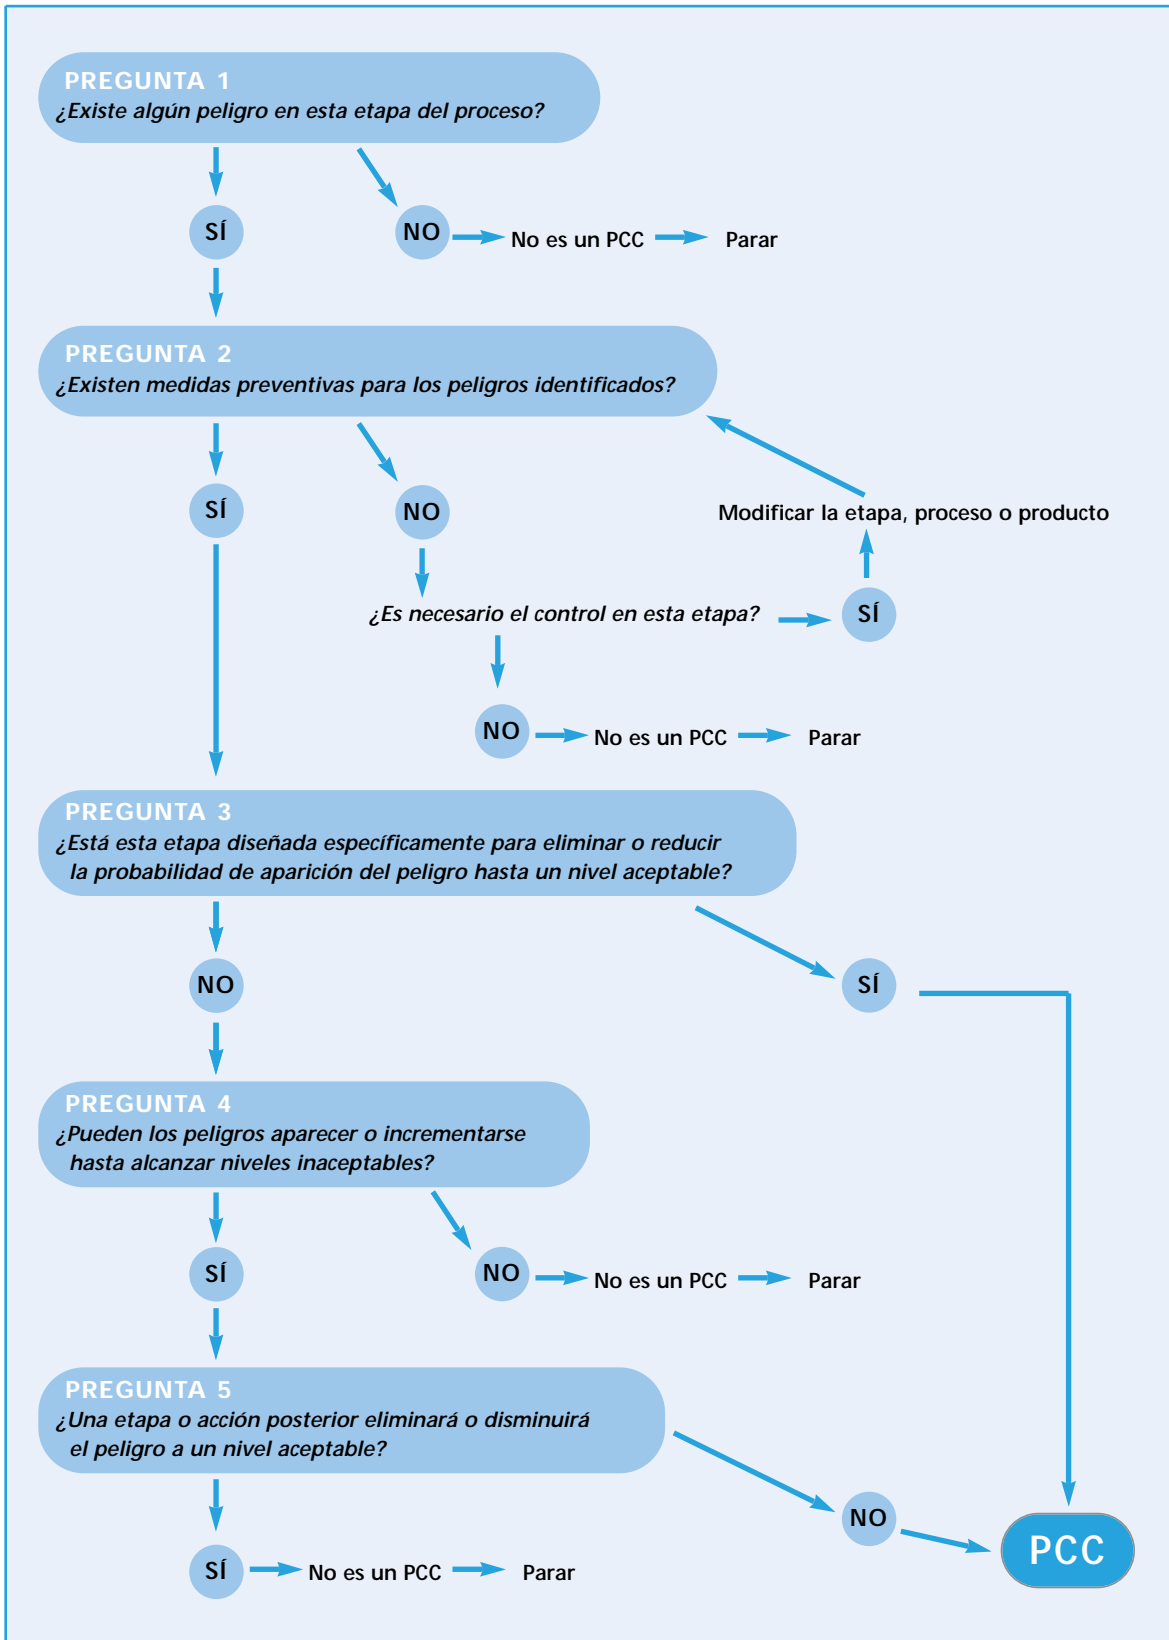 PREGUNTA 1
¿Existe algún peligro en esta etapa del proceso?
SÍ
NO
No es un PCC
Parar
PREGUNTA 2
¿Existen medidas preventivas para los peligros identificados?
SÍ
NO
Modificar la etapa, proceso o producto
¿Es necesario el control en esta etapa?
SÍ
NO
No es un PCC
Parar
PREGUNTA 3
¿Está esta etapa diseñada específicamente para eliminar o reducir
la probabilidad de aparición del peligro hasta un nivel aceptable?
NO
SÍ
PREGUNTA 4
¿Pueden los peligros aparecer o incrementarse
hasta alcanzar niveles inaceptables?
SÍ
NO
No es un PCC
Parar
PREGUNTA 5
¿Una etapa o acción posterior eliminará o disminuirá
el peligro a un nivel aceptable?
NO
PCC
SÍ
No es un PCC
Parar